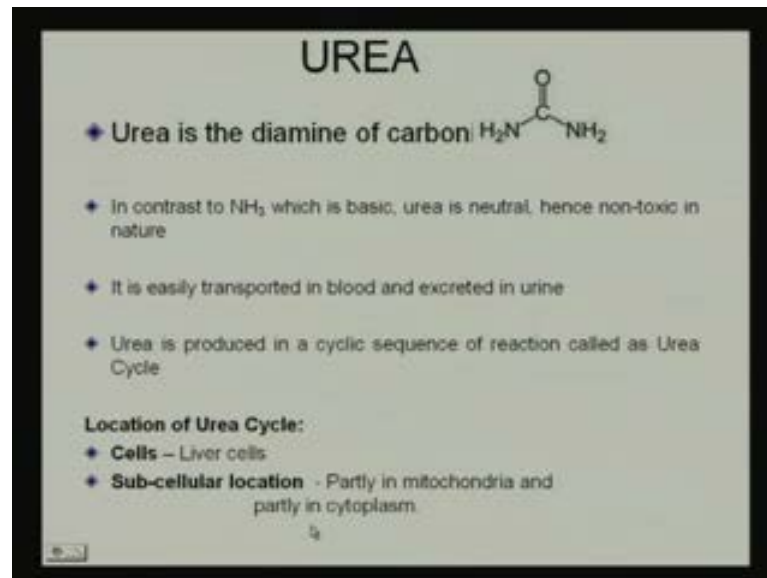 UREA
Urea is the diamine of carbon
O
C
H₂N
NH₂
In contrast to NH₃ which is basic, urea is neutral, hence non-toxic in
nature
It is easily transported in blood and excreted in urine
Urea is produced in a cyclic sequence of reaction called as Urea
Cycle
Location of Urea Cycle:
Cells – Liver cells
Sub-cellular location - Partly in mitochondria and
partly in cytoplasm.